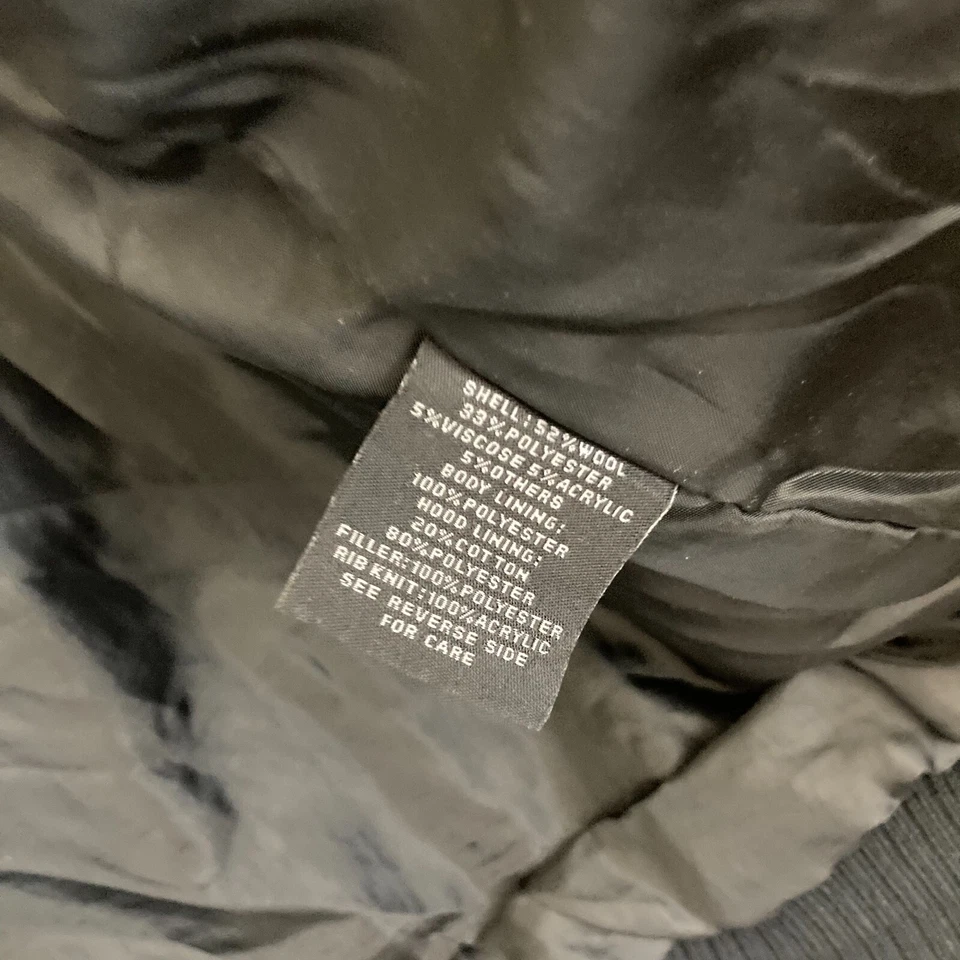 SHELL:52%WOOL
33%POLYESTER
5%VISCOSE 5%ACRYLIC
5%OTHERS
BODY LINING:
100%POLYESTER
HOOD LINING:
20%COTTON
80%POLYESTER
FILLER:100%POLYESTER
RIB KNIT:100%ACRYLIC
SEE REVERSE SIDE
FOR CARE